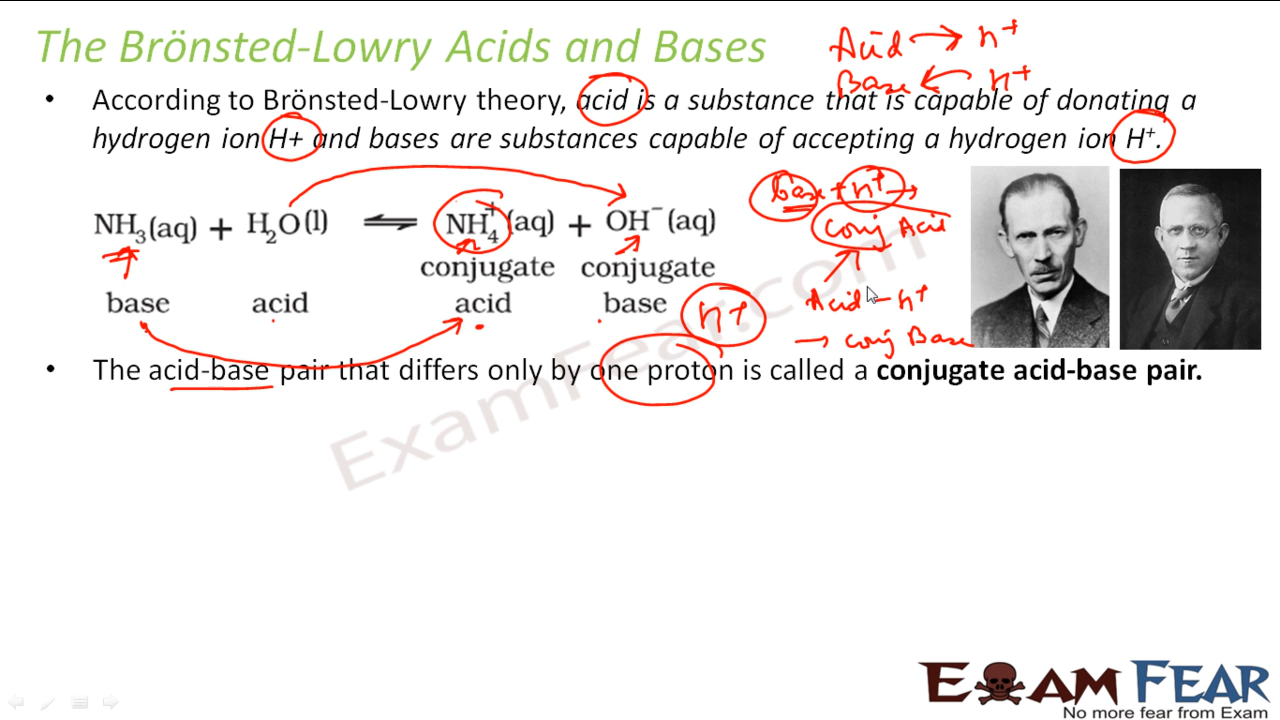 The Brönsted-Lowry Acids and Bases
Acid → H+
Base ← H+
• According to Brönsted-Lowry theory, acid is a substance that is capable of donating a
hydrogen ion H+ and bases are substances capable of accepting a hydrogen ion H⁺.
base + H+ →
conj Acid
NH₃(aq) + H₂O(l) ⇌ NH₄⁺(aq) + OH⁻(aq)
conjugate conjugate
base acid acid base
H+
Acid – H+
→ conj Base
• The acid-base pair that differs only by one proton is called a conjugate acid-base pair.
ExamFear.com
EXAM FEAR
No more fear from Exam